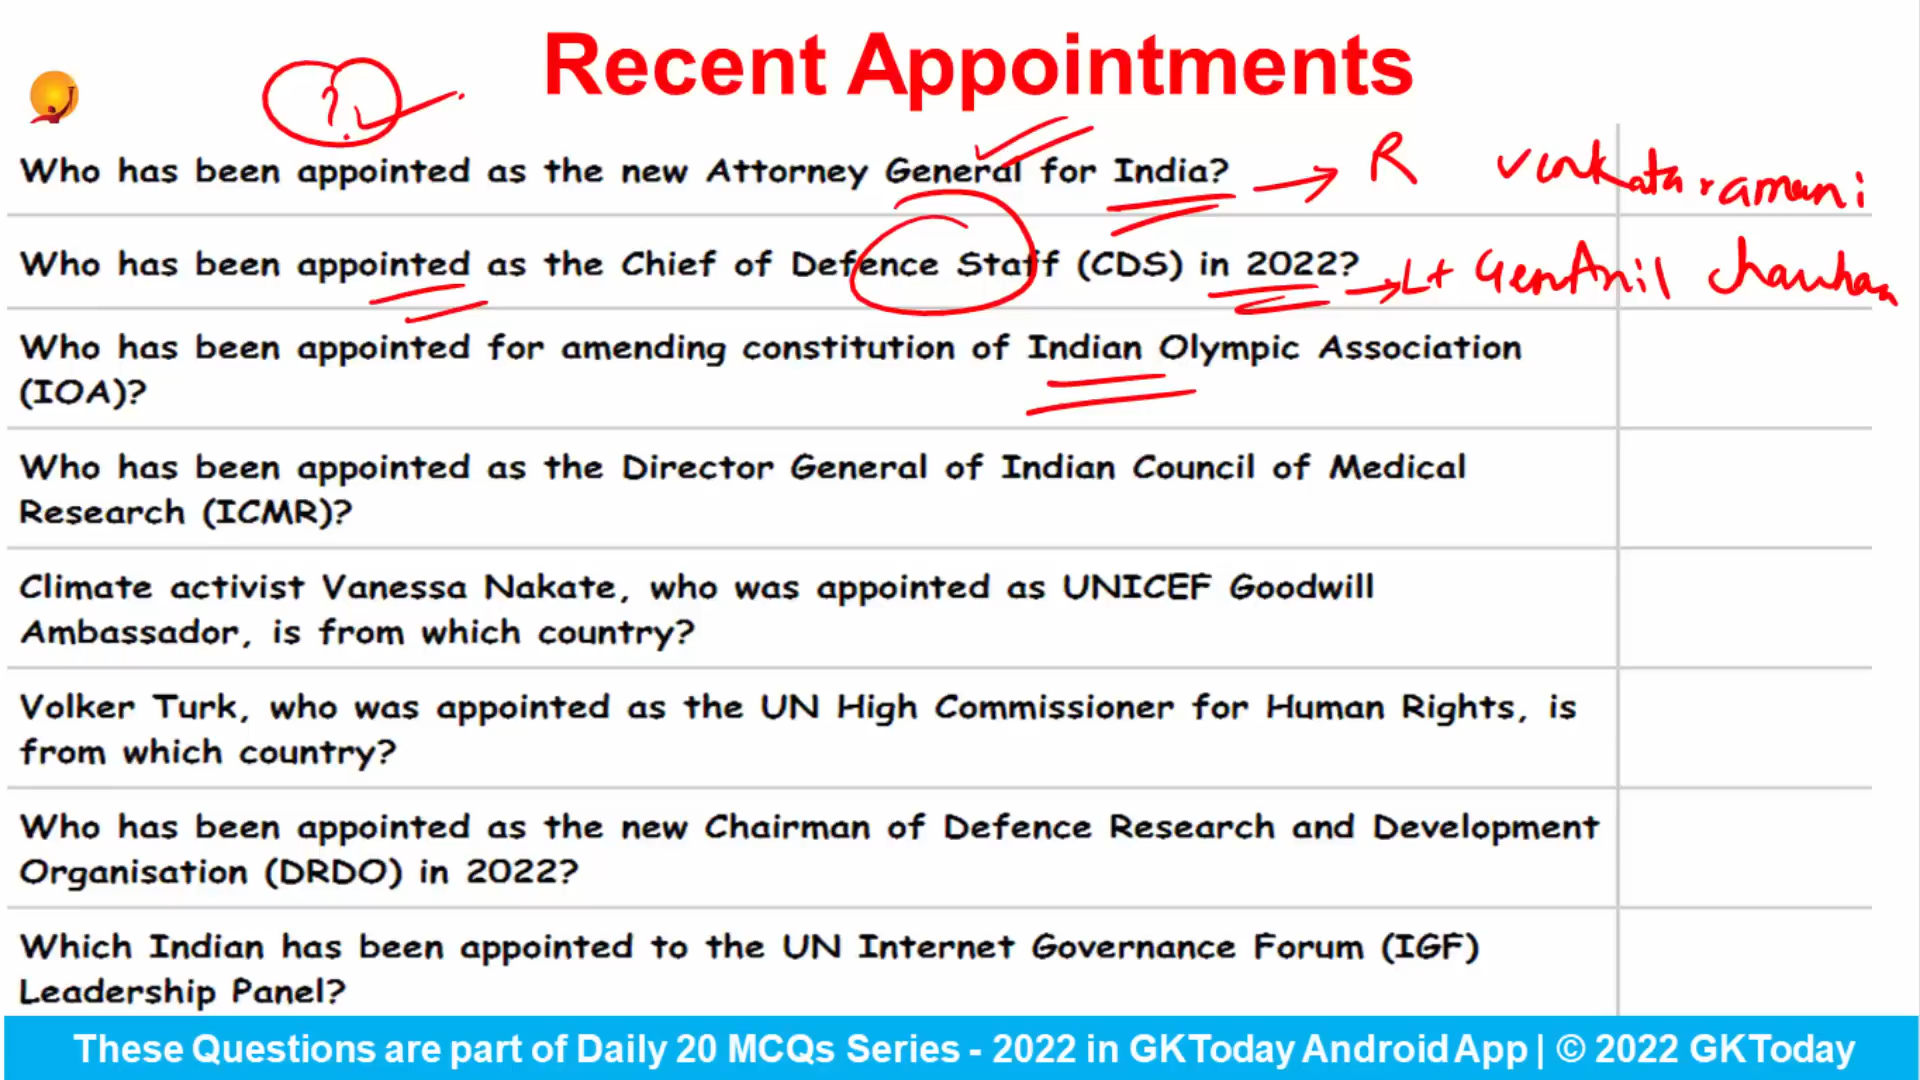 Recent Appointments
?
Who has been appointed as the new Attorney General for India? → R Venkataramani
Who has been appointed as the Chief of Defence Staff (CDS) in 2022? → Lt Gen Anil Chauhan
Who has been appointed for amending constitution of Indian Olympic Association
(IOA)?
Who has been appointed as the Director General of Indian Council of Medical
Research (ICMR)?
Climate activist Vanessa Nakate, who was appointed as UNICEF Goodwill
Ambassador, is from which country?
Volker Turk, who was appointed as the UN High Commissioner for Human Rights, is
from which country?
Who has been appointed as the new Chairman of Defence Research and Development
Organisation (DRDO) in 2022?
Which Indian has been appointed to the UN Internet Governance Forum (IGF)
Leadership Panel?
These Questions are part of Daily 20 MCQs Series - 2022 in GKToday Android App | © 2022 GKToday